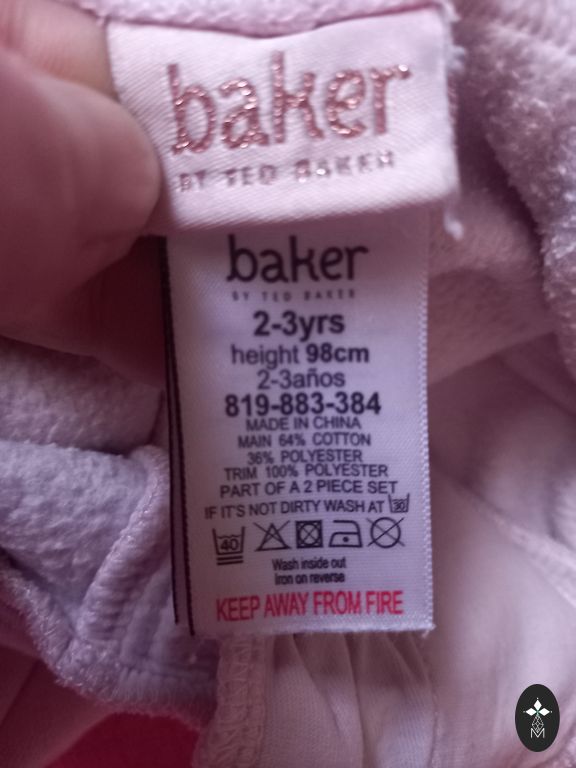 baker
BY TED BAKER
baker
BY TED BAKER
2-3yrs
height 98cm
2-3años
819-883-384
MADE IN CHINA
MAIN 64% COTTON
36% POLYESTER
TRIM 100% POLYESTER
PART OF A 2 PIECE SET
IF IT'S NOT DIRTY WASH AT 30
40
Wash inside out
Iron on reverse
KEEP AWAY FROM FIRE
M